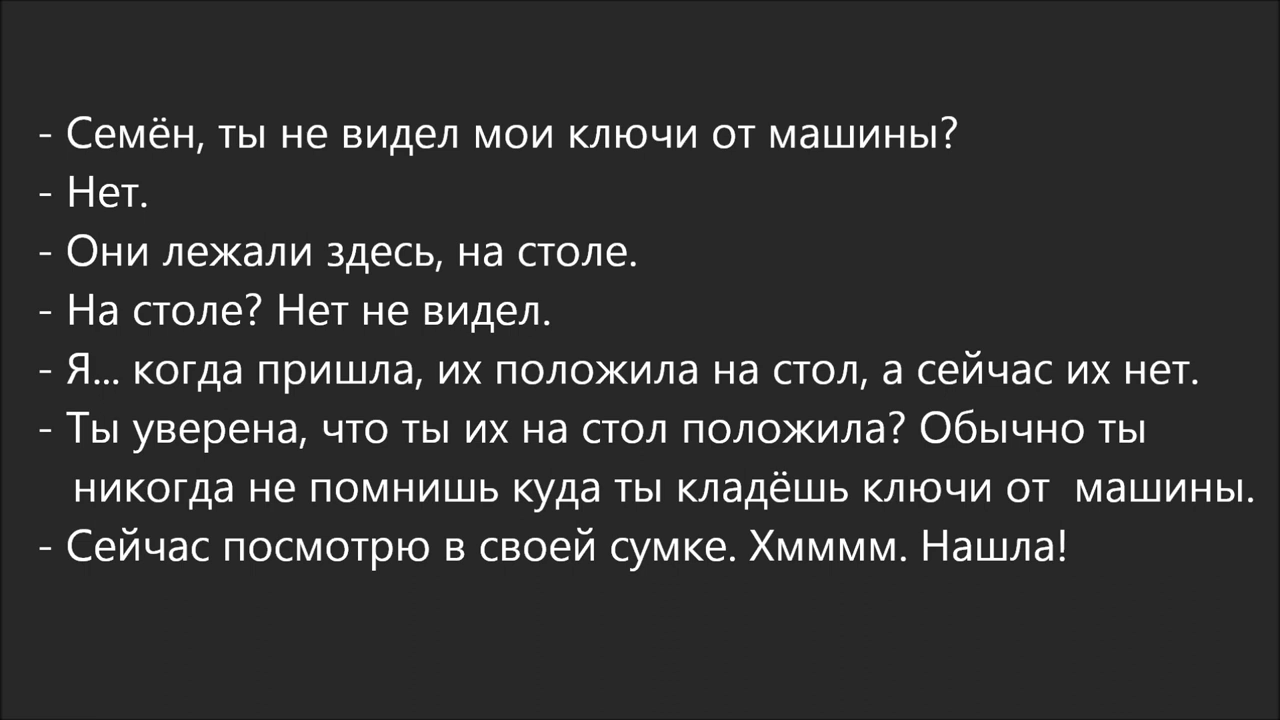 - Семён, ты не видел мои ключи от машины?
- Нет.
- Они лежали здесь, на столе.
- На столе? Нет не видел.
- Я... когда пришла, их положила на стол, а сейчас их нет.
- Ты уверена, что ты их на стол положила? Обычно ты
никогда не помнишь куда ты кладёшь ключи от  машины.
- Сейчас посмотрю в своей сумке. Хмммм. Нашла!